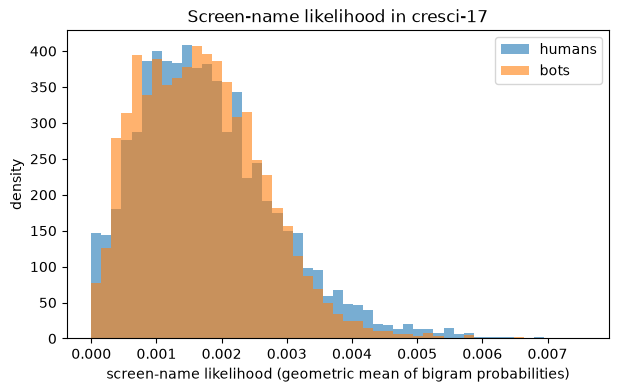 Screen-name likelihood in cresci-17
humans
bots
density
400
350
300
250
200
150
100
50
0
0.000 0.001 0.002 0.003 0.004 0.005 0.006 0.007
screen-name likelihood (geometric mean of bigram probabilities)